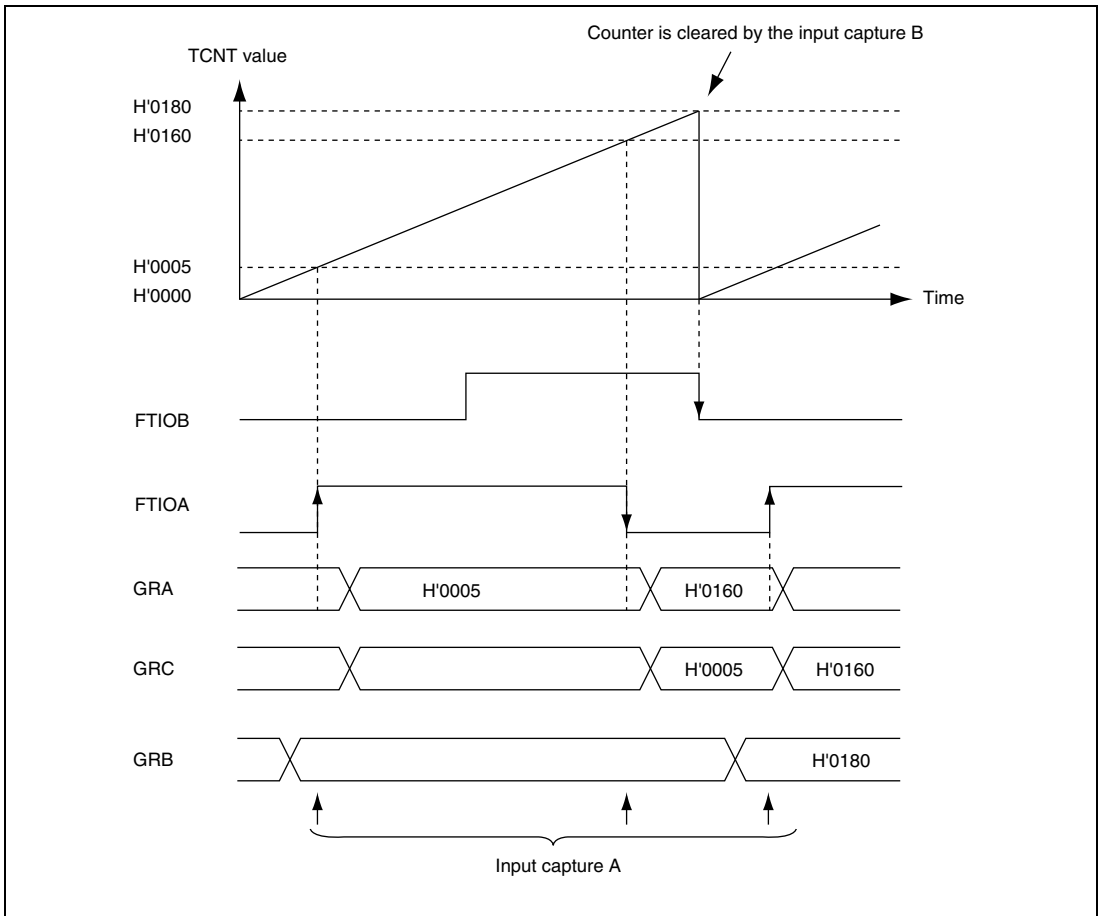 Counter is cleared by the input capture B
TCNT value
H'0180
H'0160
H'0005
H'0000
Time
FTIOB
FTIOA
GRA
H'0005
H'0160
GRC
H'0005
H'0160
GRB
H'0180
Input capture A